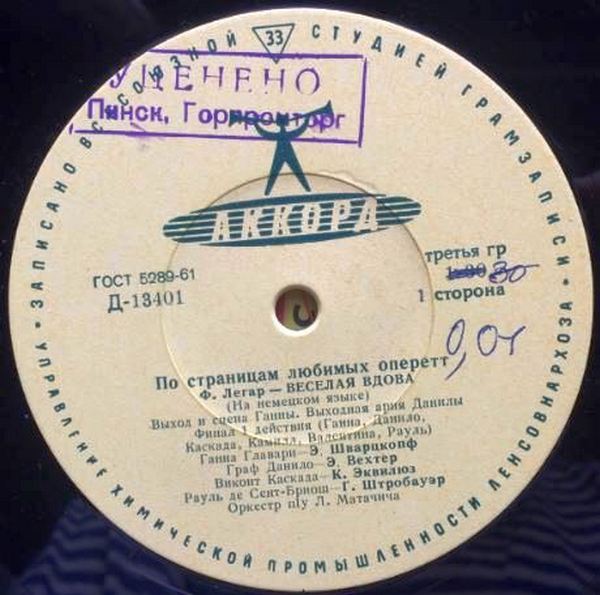 ЗАПИСАНО ВСЕСОЮЗНОЙ СТУДИЕЙ ГРАМЗАПИСИ
33
УЦЕНЕНО
Пинск, Горпромторг
АККОРД
ГОСТ 5289-61
Д-13401
третья гр
30
1 сторона
0,01
По страницам любимых оперетт
Ф. Легар — ВЕСЕЛАЯ ВДОВА
(На немецком языке)
Выход и сцена Ганны. Выходная ария Данилы
Финал I действия (Ганна, Данило,
Каскада, Камилл, Валентина, Рауль)
Ганна Главари — Э. Шварцкопф
Граф Данило — Э. Вехтер
Виконт Каскада — К. Эквилюз
Рауль де Сент-Бриош — Г. Штробауэр
Оркестр п/у Л. Матачича
УПРАВЛЕНИЕ ХИМИЧЕСКОЙ ПРОМЫШЛЕННОСТИ ЛЕНСОВНАРХОЗА